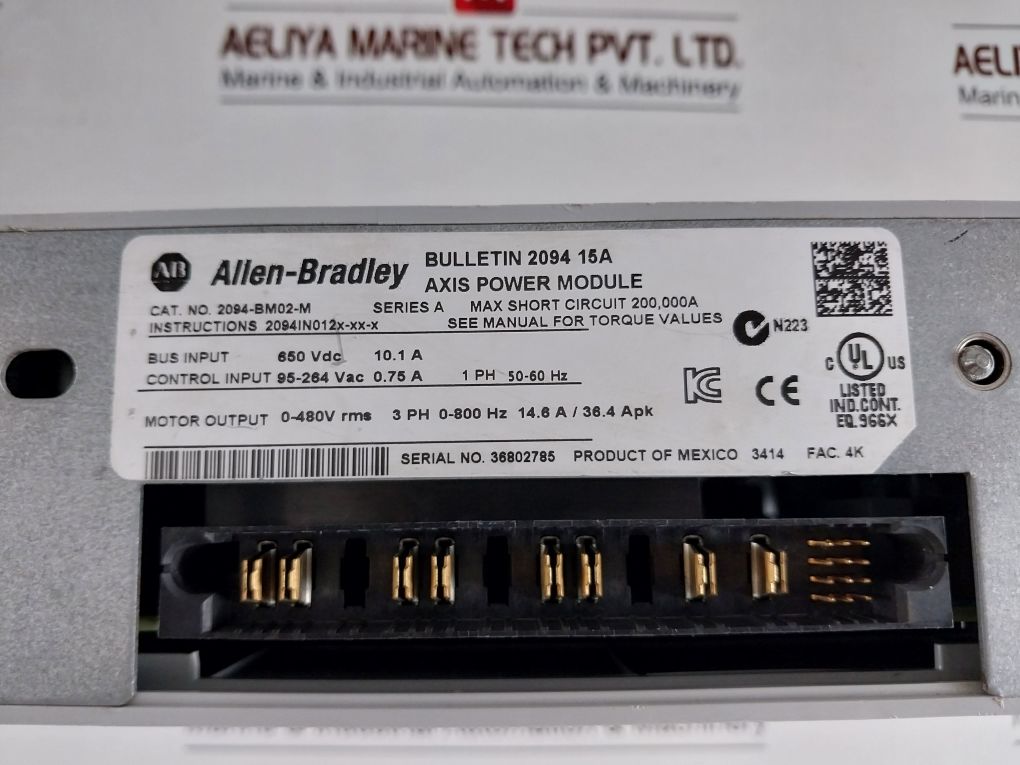 AELIYA MARINE TECH PVT. LTD.
Marine & Industrial Automation & Machinery
AELI
Marin
AB Allen-Bradley
BULLETIN 2094 15A
AXIS POWER MODULE
CAT. NO. 2094-BM02-M SERIES A MAX SHORT CIRCUIT 200,000A
INSTRUCTIONS 2094IN012x-xx-x SEE MANUAL FOR TORQUE VALUES
N223
BUS INPUT 650 Vdc 10.1 A
CONTROL INPUT 95-264 Vac 0.75 A 1 PH 50-60 Hz
MOTOR OUTPUT 0-480V rms 3 PH 0-800 Hz 14.6 A / 36.4 Apk
KC CE
C UL US
LISTED
IND.CONT.
EQ.966X
SERIAL NO. 36802785 PRODUCT OF MEXICO 3414 FAC. 4K